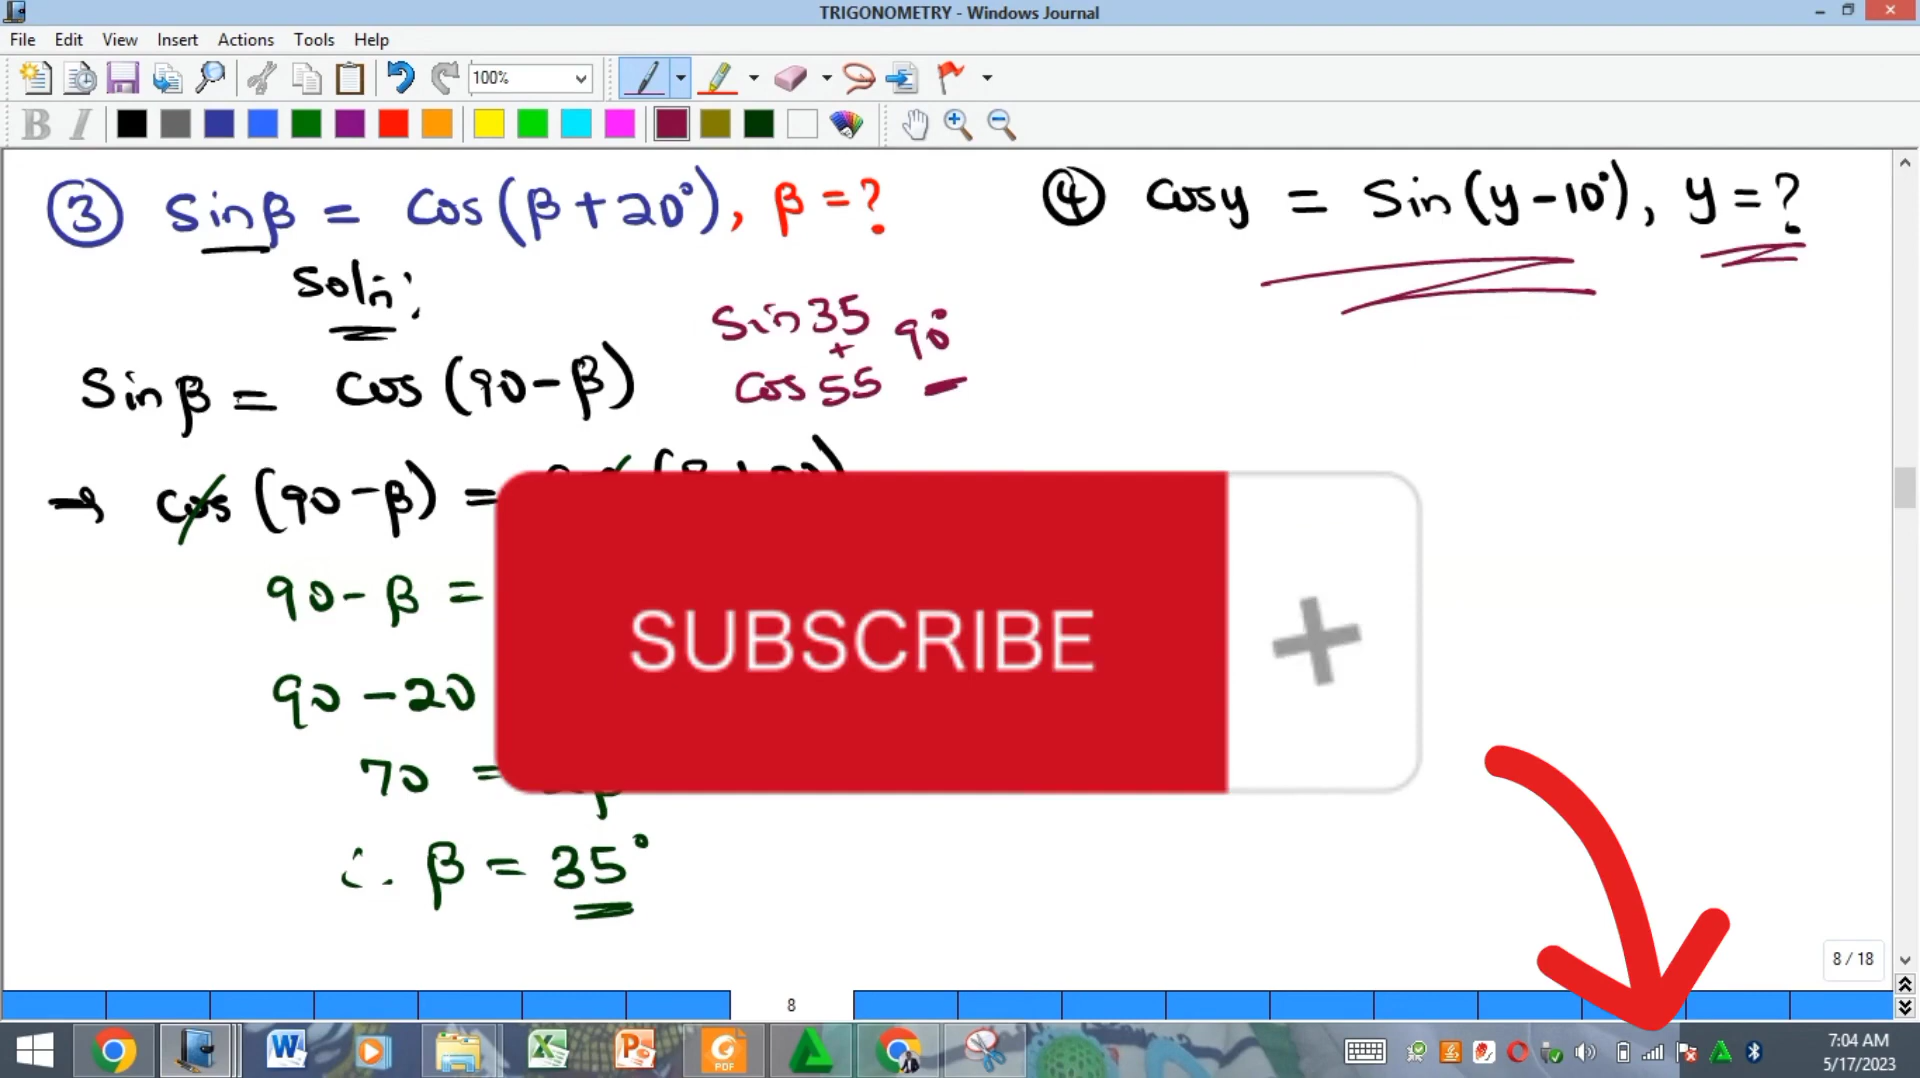 TRIGONOMETRY - Windows Journal
File Edit View Insert Actions Tools Help
100%
B I
③ Sinβ = Cos(β+20°), β=?
Soln:
Sinβ = Cos(90-β)
Sin35 + Cos55 90°
→ Cos(90-β) =
90-β =
90-20
70 =
∴ β = 35°
④ Cosy = Sin(y-10°), y=?
SUBSCRIBE +
8 / 18
8
W X P PDF
7:04 AM
5/17/2023